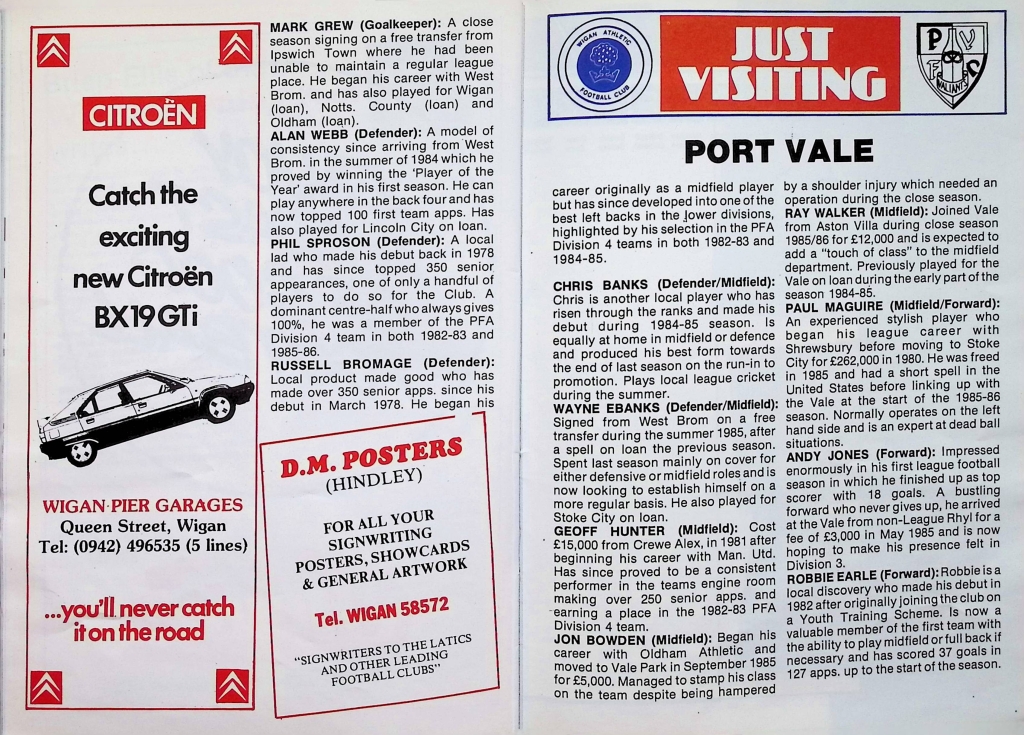 CITROËN
Catch the
exciting
new Citroën
BX19GTi
WIGAN PIER GARAGES
Queen Street, Wigan
Tel: (0942) 496535 (5 lines)
...you'll never catch
it on the road
MARK GREW (Goalkeeper): A close
season signing on a free transfer from
Ipswich Town where he had been
unable to maintain a regular league
place. He began his career with West
Brom. and has also played for Wigan
(loan), Notts. County (loan) and
Oldham (loan).
ALAN WEBB (Defender): A model of
consistency since arriving from West
Brom. in the summer of 1984 which he
proved by winning the 'Player of the
Year' award in his first season. He can
play anywhere in the back four and has
now topped 100 first team apps. Has
also played for Lincoln City on loan.
PHIL SPROSON (Defender): A local
lad who made his debut back in 1978
and has since topped 350 senior
appearances, one of only a handful of
players to do so for the Club. A
dominant centre-half who always gives
100%, he was a member of the PFA
Division 4 team in both 1982-83 and
1985-86.
RUSSELL BROMAGE (Defender):
Local product made good who has
made over 350 senior apps. since his
debut in March 1978. He began his
D.M. POSTERS
(HINDLEY)
FOR ALL YOUR
SIGNWRITING
POSTERS, SHOWCARDS
& GENERAL ARTWORK
Tel. WIGAN 58572
"SIGNWRITERS TO THE LATICS
AND OTHER LEADING
FOOTBALL CLUBS"
WIGAN ATHLETIC
FOOTBALL CLUB
JUST
VISITING
P V
F C
VALIANTS
PORT VALE
career originally as a midfield player
but has since developed into one of the
best left backs in the lower divisions,
highlighted by his selection in the PFA
Division 4 teams in both 1982-83 and
1984-85.
CHRIS BANKS (Defender/Midfield):
Chris is another local player who has
risen through the ranks and made his
debut during 1984-85 season. Is
equally at home in midfield or defence
and produced his best form towards
the end of last season on the run-in to
promotion. Plays local league cricket
during the summer.
WAYNE EBANKS (Defender/Midfield):
Signed from West Brom on a free
transfer during the summer 1985, after
a spell on loan the previous season.
Spent last season mainly on cover for
either defensive or midfield roles and is
now looking to establish himself on a
more regular basis. He also played for
Stoke City on loan.
GEOFF HUNTER (Midfield): Cost
£15,000 from Crewe Alex, in 1981 after
beginning his career with Man. Utd.
Has since proved to be a consistent
performer in the teams engine room
making over 250 senior apps. and
earning a place in the 1982-83 PFA
Division 4 team.
JON BOWDEN (Midfield): Began his
career with Oldham Athletic and
moved to Vale Park in September 1985
for £5,000. Managed to stamp his class
on the team despite being hampered
by a shoulder injury which needed an
operation during the close season.
RAY WALKER (Midfield): Joined Vale
from Aston Villa during close season
1985/86 for £12,000 and is expected to
add a "touch of class" to the midfield
department. Previously played for the
Vale on loan during the early part of the
season 1984-85.
PAUL MAGUIRE (Midfield/Forward):
An experienced stylish player who
began his league career with
Shrewsbury before moving to Stoke
City for £262,000 in 1980. He was freed
in 1985 and had a short spell in the
United States before linking up with
the Vale at the start of the 1985-86
season. Normally operates on the left
hand side and is an expert at dead ball
situations.
ANDY JONES (Forward): Impressed
enormously in his first league football
season in which he finished up as top
scorer with 18 goals. A bustling
forward who never gives up, he arrived
at the Vale from non-League Rhyl for a
fee of £3,000 in May 1985 and is now
hoping to make his presence felt in
Division 3.
ROBBIE EARLE (Forward): Robbie is a
local discovery who made his debut in
1982 after originally joining the club on
a Youth Training Scheme. Is now a
valuable member of the first team with
the ability to play midfield or full back if
necessary and has scored 37 goals in
127 apps. up to the start of the season.